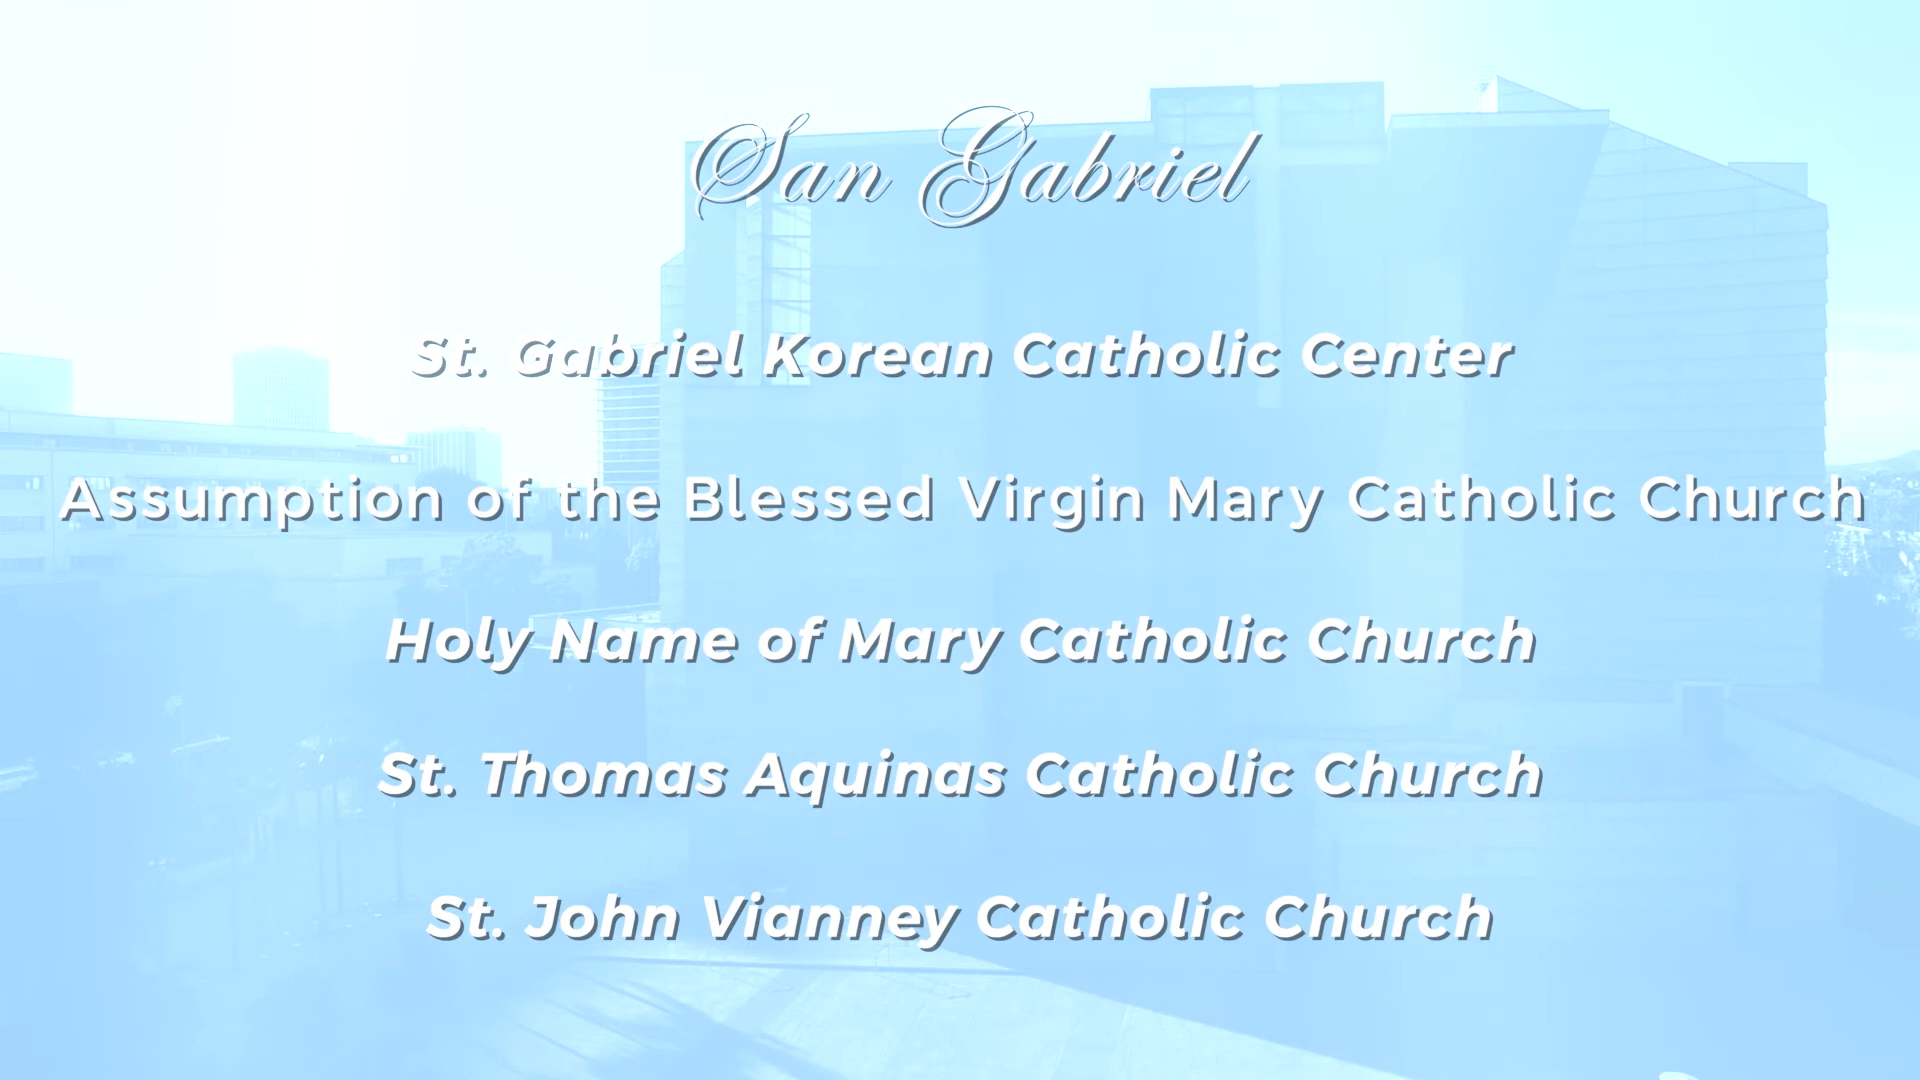 San Gabriel
St. Gabriel Korean Catholic Center
Assumption of the Blessed Virgin Mary Catholic Church
Holy Name of Mary Catholic Church
St. Thomas Aquinas Catholic Church
St. John Vianney Catholic Church